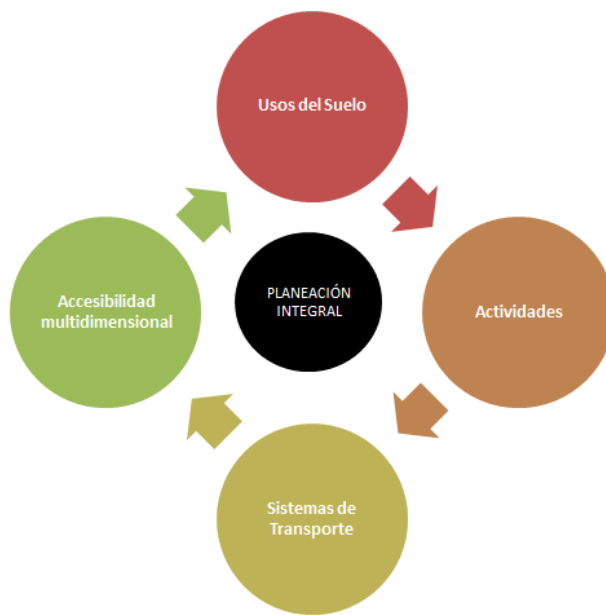 Usos del Suelo
Accesibilidad
multidimensional
PLANEACIÓN
INTEGRAL
Actividades
Sistemas de
Transporte